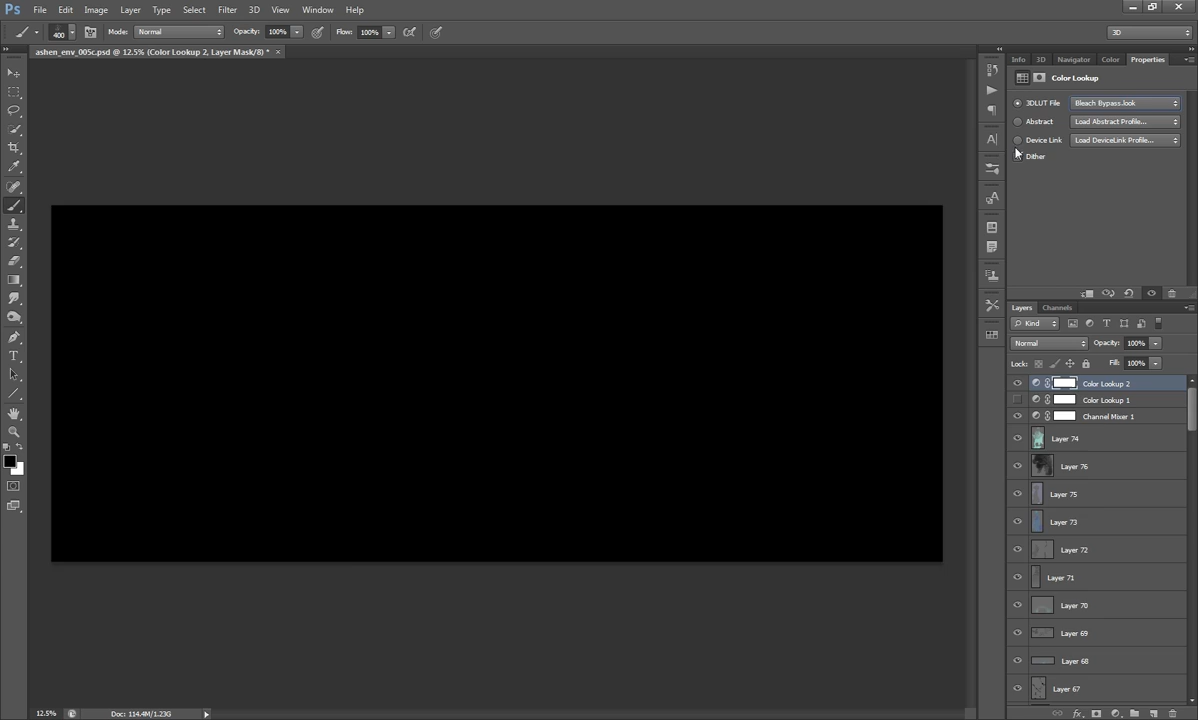 Ps File Edit Image Layer Type Select Filter 3D View Window Help
400 Mode: Normal Opacity: 100% Flow: 100% 3D
ashen_env_005c.psd @ 12.5% (Color Lookup 2, Layer Mask/8) * ×
Info 3D Navigator Color Properties
Color Lookup
3DLUT File Bleach Bypass.look
Abstract Load Abstract Profile...
Device Link Load DeviceLink Profile...
Dither
Layers Channels
Kind
Normal Opacity: 100%
Lock: Fill: 100%
Color Lookup 2
Color Lookup 1
Channel Mixer 1
Layer 74
Layer 76
Layer 75
Layer 73
Layer 72
Layer 71
Layer 70
Layer 69
Layer 68
Layer 67
12.5% Doc: 114.4M/1.23G